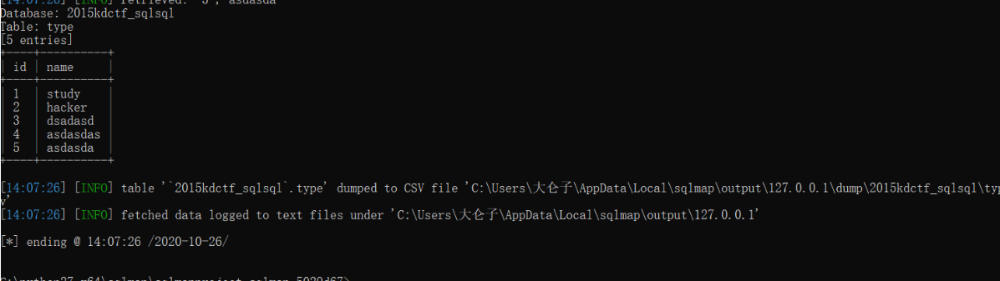 [14:07:26] [INFO] retrieved: '5','asdasda'
Database: 2015kdctf_sqlsql
Table: type
[5 entries]
+----+----------+
| id | name     |
+----+----------+
| 1  | study    |
| 2  | hacker   |
| 3  | dsadasd  |
| 4  | asdasdas |
| 5  | asdasda  |
+----+----------+
[14:07:26] [INFO] table '`2015kdctf_sqlsql`.type' dumped to CSV file 'C:\Users\大仑子\AppData\Local\sqlmap\output\127.0.0.1\dump\2015kdctf_sqlsql\typ
v'
[14:07:26] [INFO] fetched data logged to text files under 'C:\Users\大仑子\AppData\Local\sqlmap\output\127.0.0.1'
[*] ending @ 14:07:26 /2020-10-26/